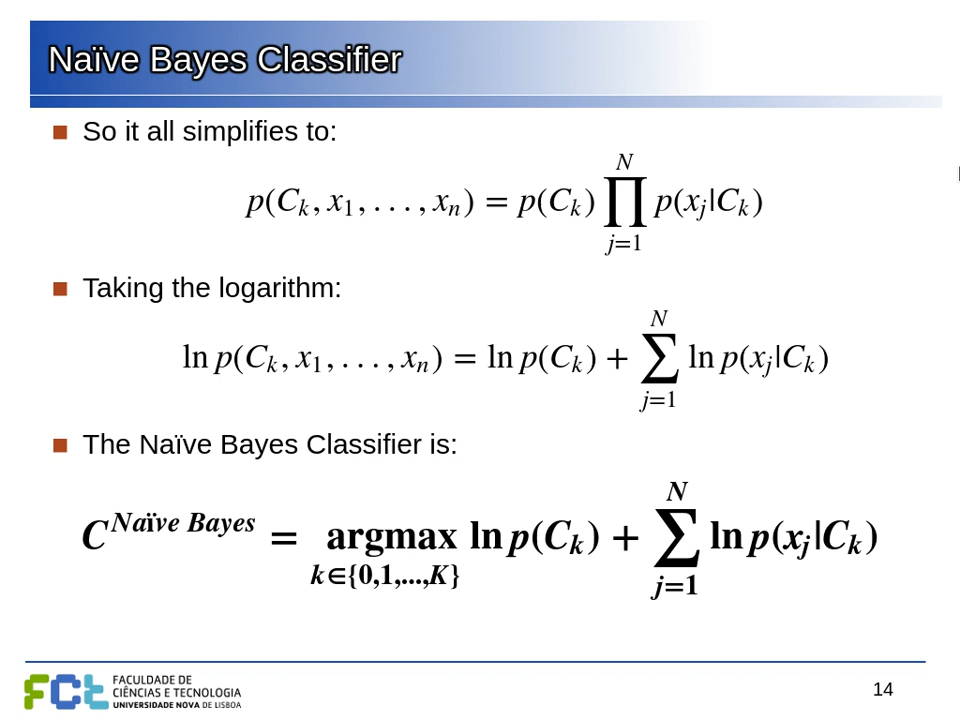 Naïve Bayes Classifier
So it all simplifies to:
p(C_k, x_1, . . . , x_n) = p(C_k) ∏_{j=1}^{N} p(x_j|C_k)
Taking the logarithm:
ln p(C_k, x_1, . . . , x_n) = ln p(C_k) + ∑_{j=1}^{N} ln p(x_j|C_k)
The Naïve Bayes Classifier is:
C^{Naïve Bayes} = argmax_{k∈{0,1,...,K}} ln p(C_k) + ∑_{j=1}^{N} ln p(x_j|C_k)
FCt
FACULDADE DE
CIÊNCIAS E TECNOLOGIA
UNIVERSIDADE NOVA DE LISBOA
14